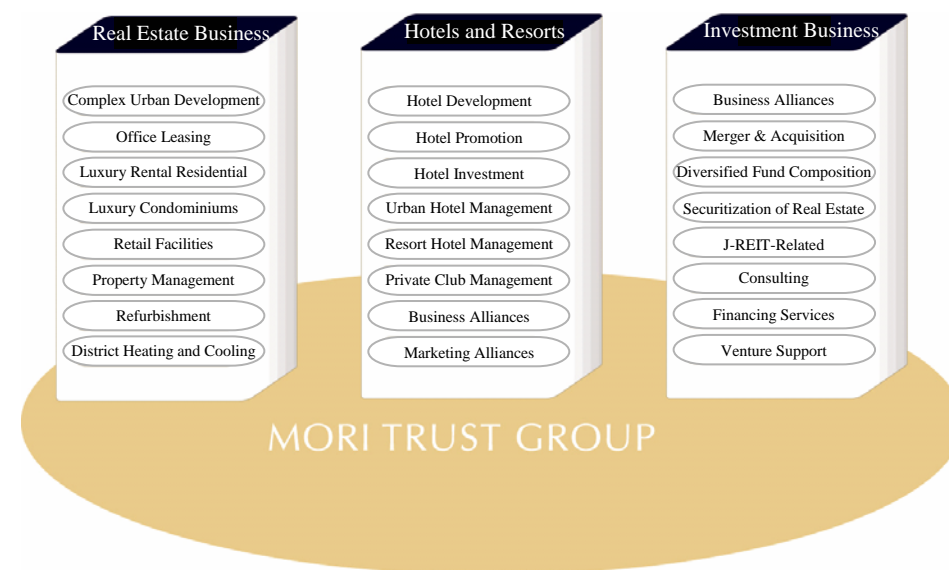 Real Estate Business
Complex Urban Development
Office Leasing
Luxury Rental Residential
Luxury Condominiums
Retail Facilities
Property Management
Refurbishment
District Heating and Cooling
Hotels and Resorts
Hotel Development
Hotel Promotion
Hotel Investment
Urban Hotel Management
Resort Hotel Management
Private Club Management
Business Alliances
Marketing Alliances
Investment Business
Business Alliances
Merger & Acquisition
Diversified Fund Composition
Securitization of Real Estate
J-REIT-Related
Consulting
Financing Services
Venture Support
MORI TRUST GROUP